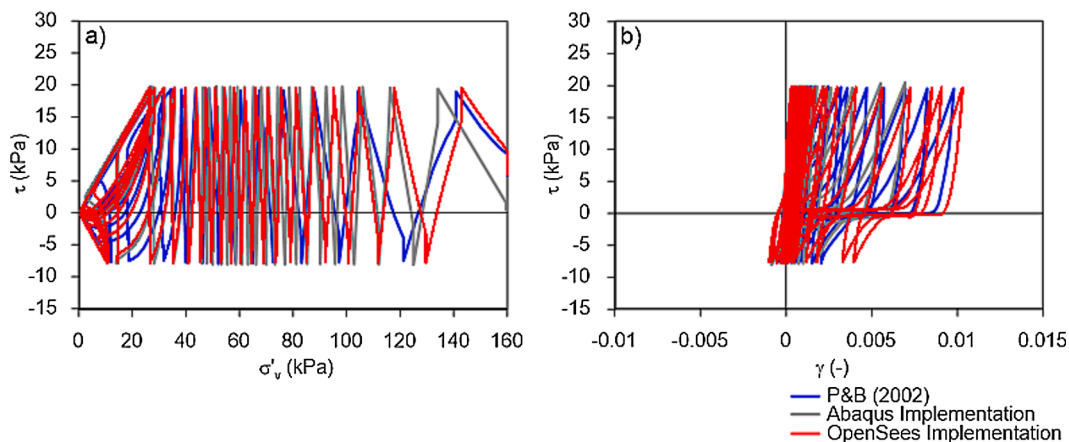 a)
30
25
20
15
10
5
0
-5
-10
-15
τ (kPa)
0 20 40 60 80 100 120 140 160
σ'v (kPa)
b)
30
25
20
15
10
5
0
-5
-10
-15
τ (kPa)
-0.01 -0.005 0 0.005 0.01 0.015
γ (-)
P&B (2002)
Abaqus Implementation
OpenSees Implementation